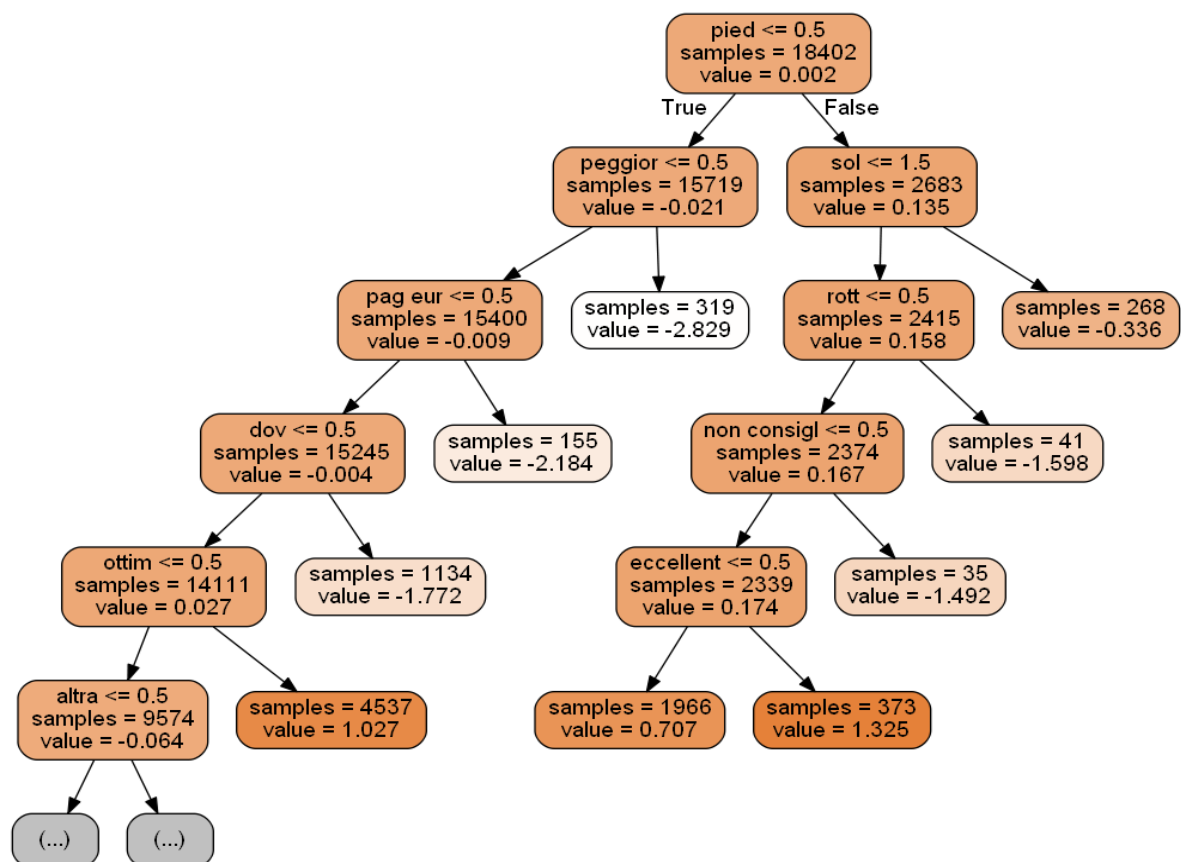 pied <= 0.5
samples = 18402
value = 0.002
True
False
peggior <= 0.5
samples = 15719
value = -0.021
sol <= 1.5
samples = 2683
value = 0.135
pag eur <= 0.5
samples = 15400
value = -0.009
samples = 319
value = -2.829
rott <= 0.5
samples = 2415
value = 0.158
samples = 268
value = -0.336
dov <= 0.5
samples = 15245
value = -0.004
samples = 155
value = -2.184
non consigl <= 0.5
samples = 2374
value = 0.167
samples = 41
value = -1.598
ottim <= 0.5
samples = 14111
value = 0.027
samples = 1134
value = -1.772
eccellent <= 0.5
samples = 2339
value = 0.174
samples = 35
value = -1.492
altra <= 0.5
samples = 9574
value = -0.064
samples = 4537
value = 1.027
samples = 1966
value = 0.707
samples = 373
value = 1.325
(...)
(...)